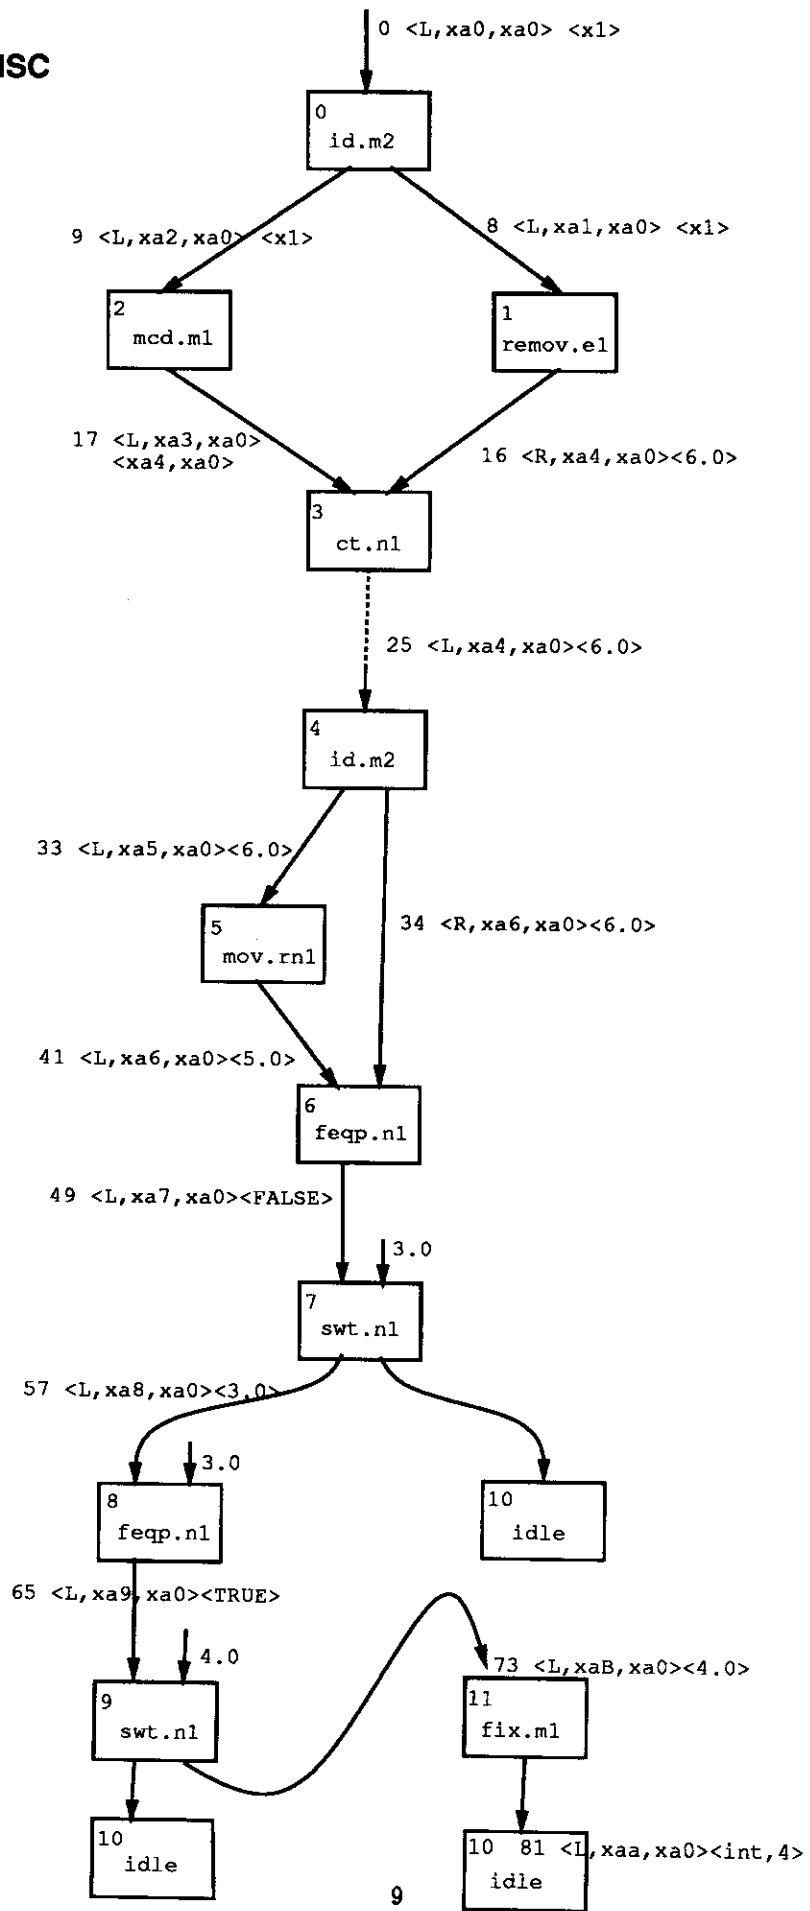 0 <L,xa0,xa0> <x1>
0
id.m2
9 <L,xa2,xa0> <x1>
8 <L,xa1,xa0> <x1>
2
mcd.m1
1
remov.e1
17 <L,xa3,xa0>
<xa4,xa0>
16 <R,xa4,xa0><6.0>
3
ct.n1
25 <L,xa4,xa0><6.0>
4
id.m2
33 <L,xa5,xa0><6.0>
34 <R,xa6,xa0><6.0>
5
mov.rn1
41 <L,xa6,xa0><5.0>
6
feqp.n1
49 <L,xa7,xa0><FALSE>
3.0
7
swt.n1
57 <L,xa8,xa0><3.0>
3.0
8
feqp.n1
10
idle
65 <L,xa9,xa0><TRUE>
4.0
73 <L,xaB,xa0><4.0>
9
swt.n1
11
fix.m1
10
idle
10 81 <L,xaa,xa0><int,4>
idle
9